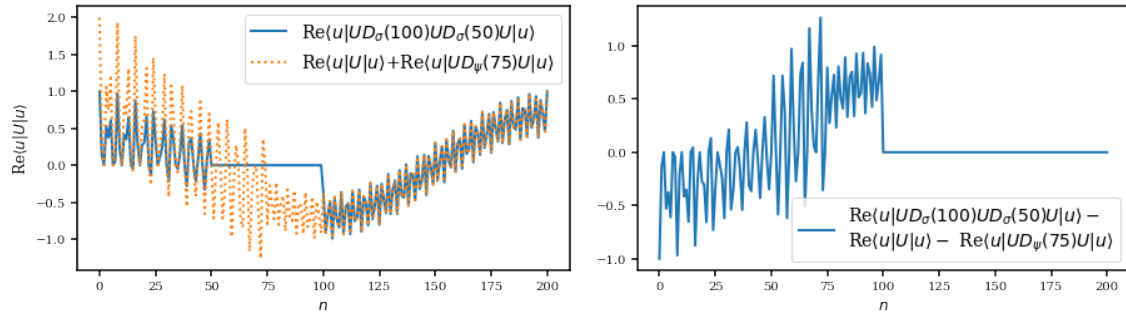 2.0
1.5
1.0
0.5
0.0
−0.5
−1.0
Re⟨u|U|u⟩
Re⟨u|UD_σ(100)UD_σ(50)U|u⟩
Re⟨u|U|u⟩+Re⟨u|UD_ψ(75)U|u⟩
0 25 50 75 100 125 150 175 200
n
1.0
0.5
0.0
−0.5
−1.0
Re⟨u|UD_σ(100)UD_σ(50)U|u⟩ −
Re⟨u|U|u⟩ − Re⟨u|UD_ψ(75)U|u⟩
0 25 50 75 100 125 150 175 200
n